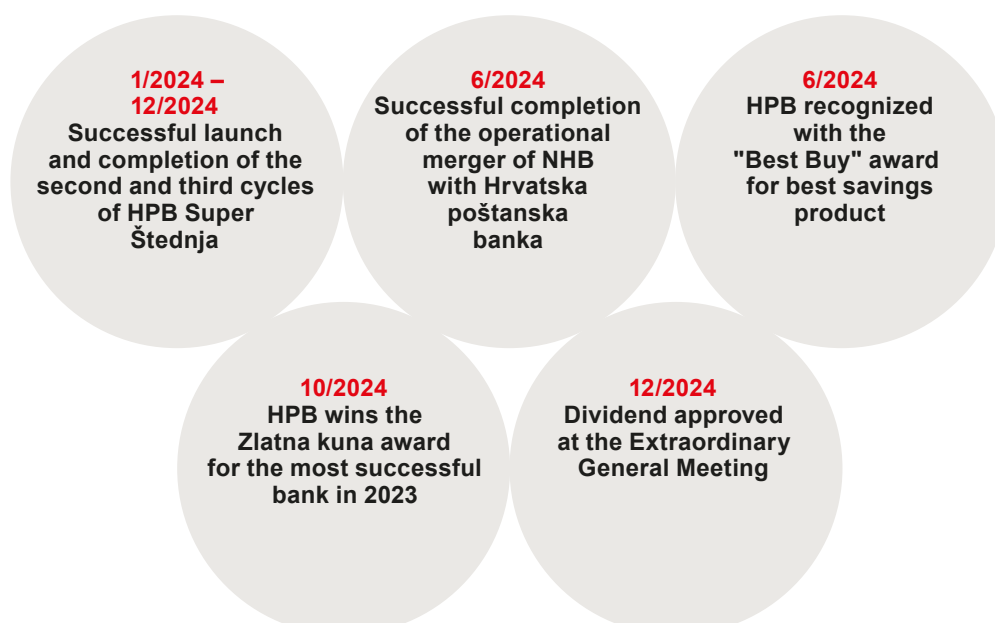 1/2024 –
12/2024
Successful launch
and completion of the
second and third cycles
of HPB Super
Štednja
6/2024
Successful completion
of the operational
merger of NHB
with Hrvatska
poštanska
banka
6/2024
HPB recognized
with the
"Best Buy" award
for best savings
product
10/2024
HPB wins the
Zlatna kuna award
for the most successful
bank in 2023
12/2024
Dividend approved
at the Extraordinary
General Meeting